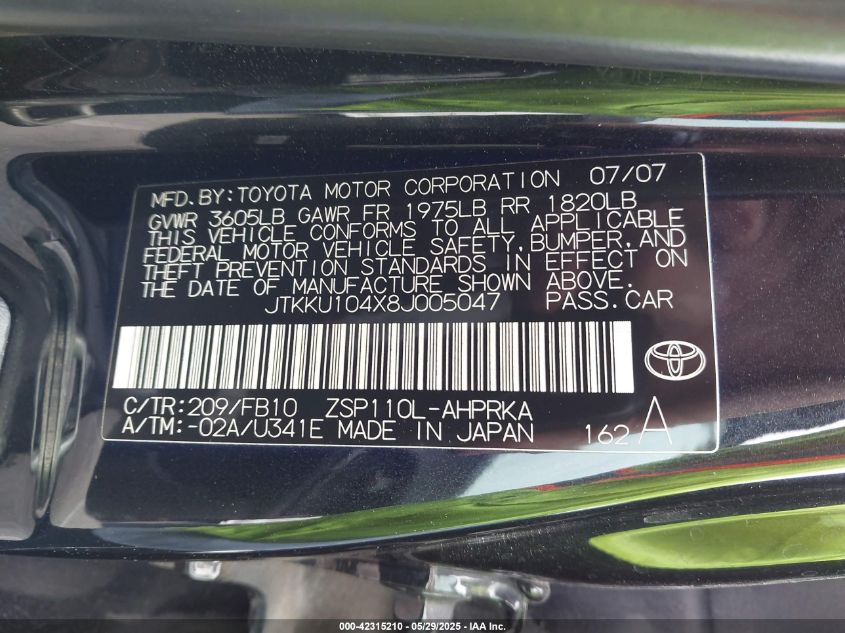 MFD. BY: TOYOTA MOTOR CORPORATION 07/07
GVWR 3605LB GAWR FR 1975LB RR 1820LB
THIS VEHICLE CONFORMS TO ALL APPLICABLE
FEDERAL MOTOR VEHICLE SAFETY, BUMPER, AND
THEFT PREVENTION STANDARDS IN EFFECT ON
THE DATE OF MANUFACTURE SHOWN ABOVE.
JTKKU104X8J005047 PASS. CAR
C/TR: 209/FB10 ZSP110L-AHPRKA
A/TM: -02A/U341E MADE IN JAPAN 162 A
000-42315210 - 05/29/2025 - IAA Inc.